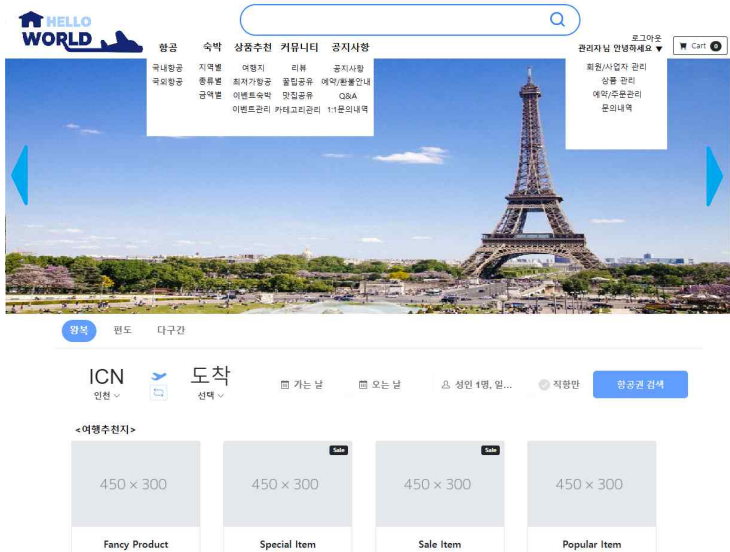 HELLO
WORLD
항공 숙박 상품추천 커뮤니티 공지사항
로그아웃
관리자님 안녕하세요 ▼
Cart 0
국내항공 지역별 여행지 리뷰 공지사항
국외항공 종류별 최저가항공 꿀팁공유 예약/환불안내
금액별 이벤트숙박 맛집공유 Q&A
이벤트관리 카테고리관리 1:1문의내역
회원/사업자 관리
상품 관리
예약/주문관리
문의내역
왕복 편도 다구간
ICN 도착
인천 선택
가는 날 오는 날 성인 1명, 일... 직항만 항공권 검색
<여행추천지>
Sale Sale
450 × 300 450 × 300 450 × 300 450 × 300
Fancy Product Special Item Sale Item Popular Item